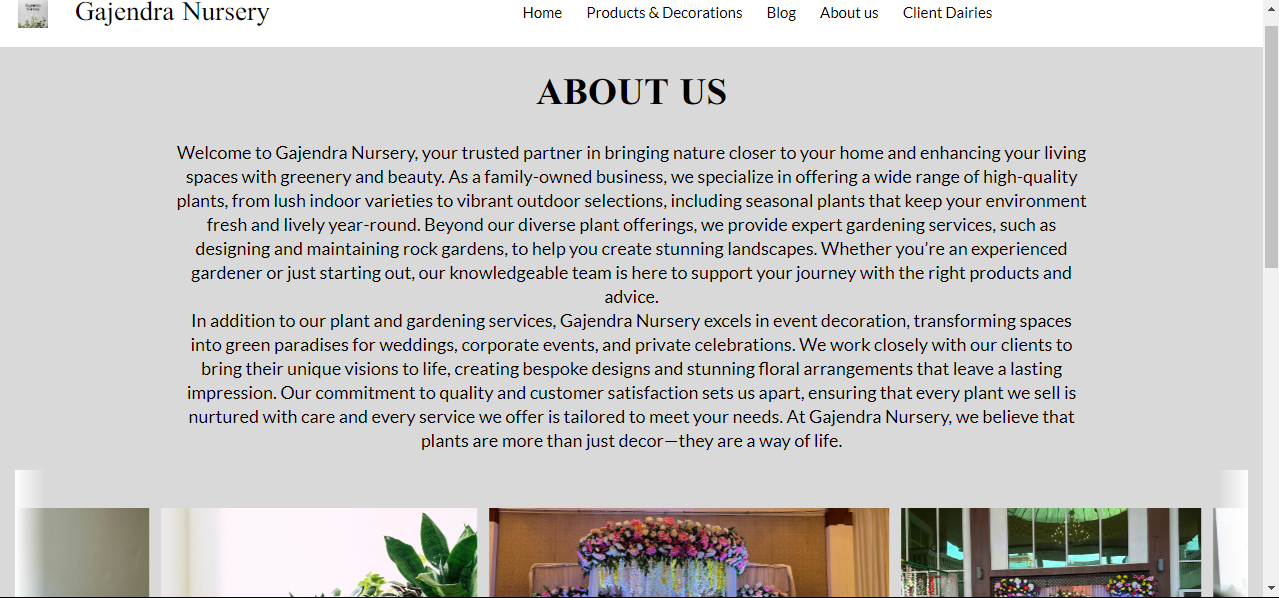 Gajendra Nursery
Home Products & Decorations Blog About us Client Dairies
ABOUT US
Welcome to Gajendra Nursery, your trusted partner in bringing nature closer to your home and enhancing your living
spaces with greenery and beauty. As a family-owned business, we specialize in offering a wide range of high-quality
plants, from lush indoor varieties to vibrant outdoor selections, including seasonal plants that keep your environment
fresh and lively year-round. Beyond our diverse plant offerings, we provide expert gardening services, such as
designing and maintaining rock gardens, to help you create stunning landscapes. Whether you’re an experienced
gardener or just starting out, our knowledgeable team is here to support your journey with the right products and
advice.
In addition to our plant and gardening services, Gajendra Nursery excels in event decoration, transforming spaces
into green paradises for weddings, corporate events, and private celebrations. We work closely with our clients to
bring their unique visions to life, creating bespoke designs and stunning floral arrangements that leave a lasting
impression. Our commitment to quality and customer satisfaction sets us apart, ensuring that every plant we sell is
nurtured with care and every service we offer is tailored to meet your needs. At Gajendra Nursery, we believe that
plants are more than just decor—they are a way of life.